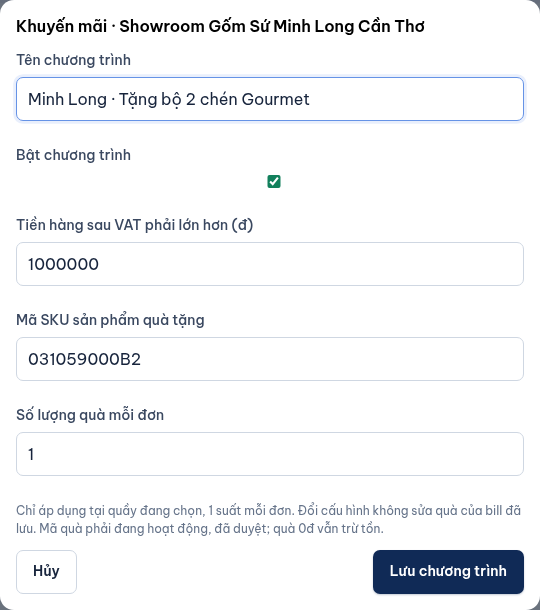 Khuyến mãi · Showroom Gốm Sứ Minh Long Cần Thơ
Tên chương trình
Minh Long · Tặng bộ 2 chén Gourmet
Bật chương trình
Tiền hàng sau VAT phải lớn hơn (đ)
1000000
Mã SKU sản phẩm quà tặng
031059000B2
Số lượng quà mỗi đơn
1
Chỉ áp dụng tại quầy đang chọn, 1 suất mỗi đơn. Đổi cấu hình không sửa quà của bill đã
lưu. Mã quà phải đang hoạt động, đã duyệt; quà 0đ vẫn trừ tồn.
Hủy
Lưu chương trình